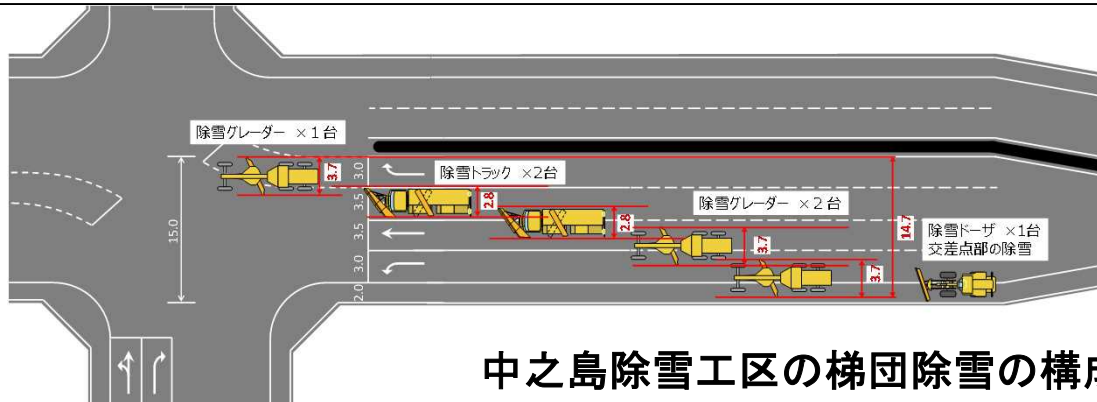 除雪グレーダー ×１台
除雪トラック ×2台
除雪グレーダー ×２台
除雪ドーザ ×1台
交差点部の除雪
3.7
2.8
2.8
3.7
3.7
14.7
15.0
3.0
3.5
3.5
3.0
2.0
中之島除雪工区の梯団除雪の構成